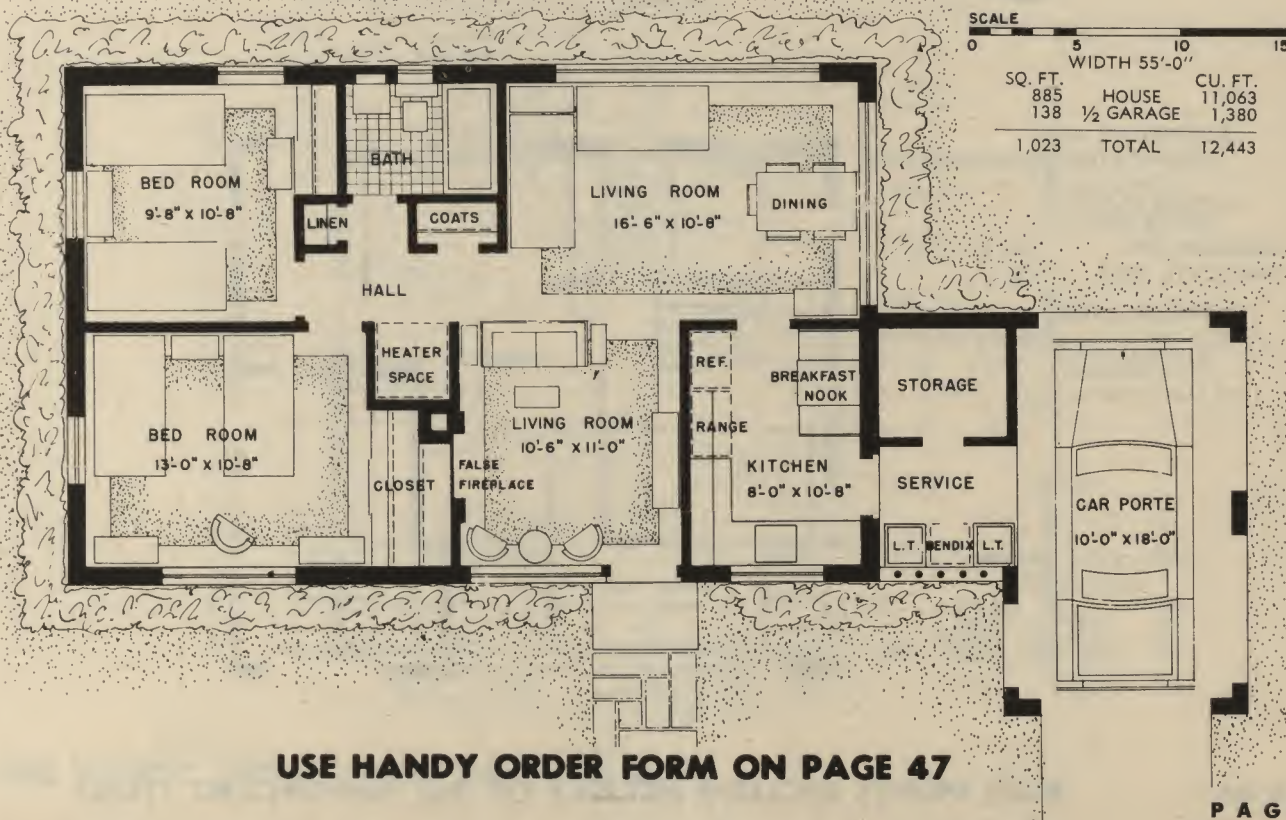 SCALE
0 5 10 15
WIDTH 55'-0"
SQ. FT. CU. FT.
885 HOUSE 11,063
138 ½ GARAGE 1,380
1,023 TOTAL 12,443
BED ROOM
9'-8" X 10'-8"
BATH
LINEN
COATS
LIVING ROOM
16'-6" X 10'-8"
DINING
HALL
HEATER
SPACE
BED ROOM
13'-0" X 10'-8"
CLOSET
FALSE
FIREPLACE
LIVING ROOM
10'-6" X 11'-0"
REF.
RANGE
BREAKFAST
NOOK
KITCHEN
8'-0" X 10'-8"
STORAGE
SERVICE
L.T. BENDIX L.T.
CAR PORTE
10'-0" X 18'-0"
USE HANDY ORDER FORM ON PAGE 47
PAG